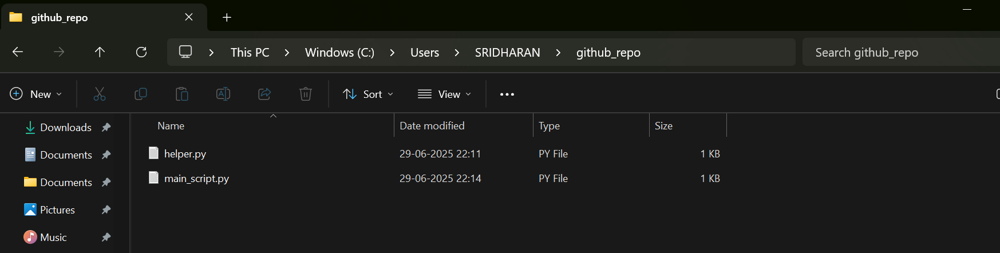 github_repo
This PC > Windows (C:) > Users > SRIDHARAN > github_repo
Search github_repo
New
Sort
View
Name Date modified Type Size
Downloads
Documents
Documents
Pictures
Music
helper.py 29-06-2025 22:11 PY File 1 KB
main_script.py 29-06-2025 22:14 PY File 1 KB